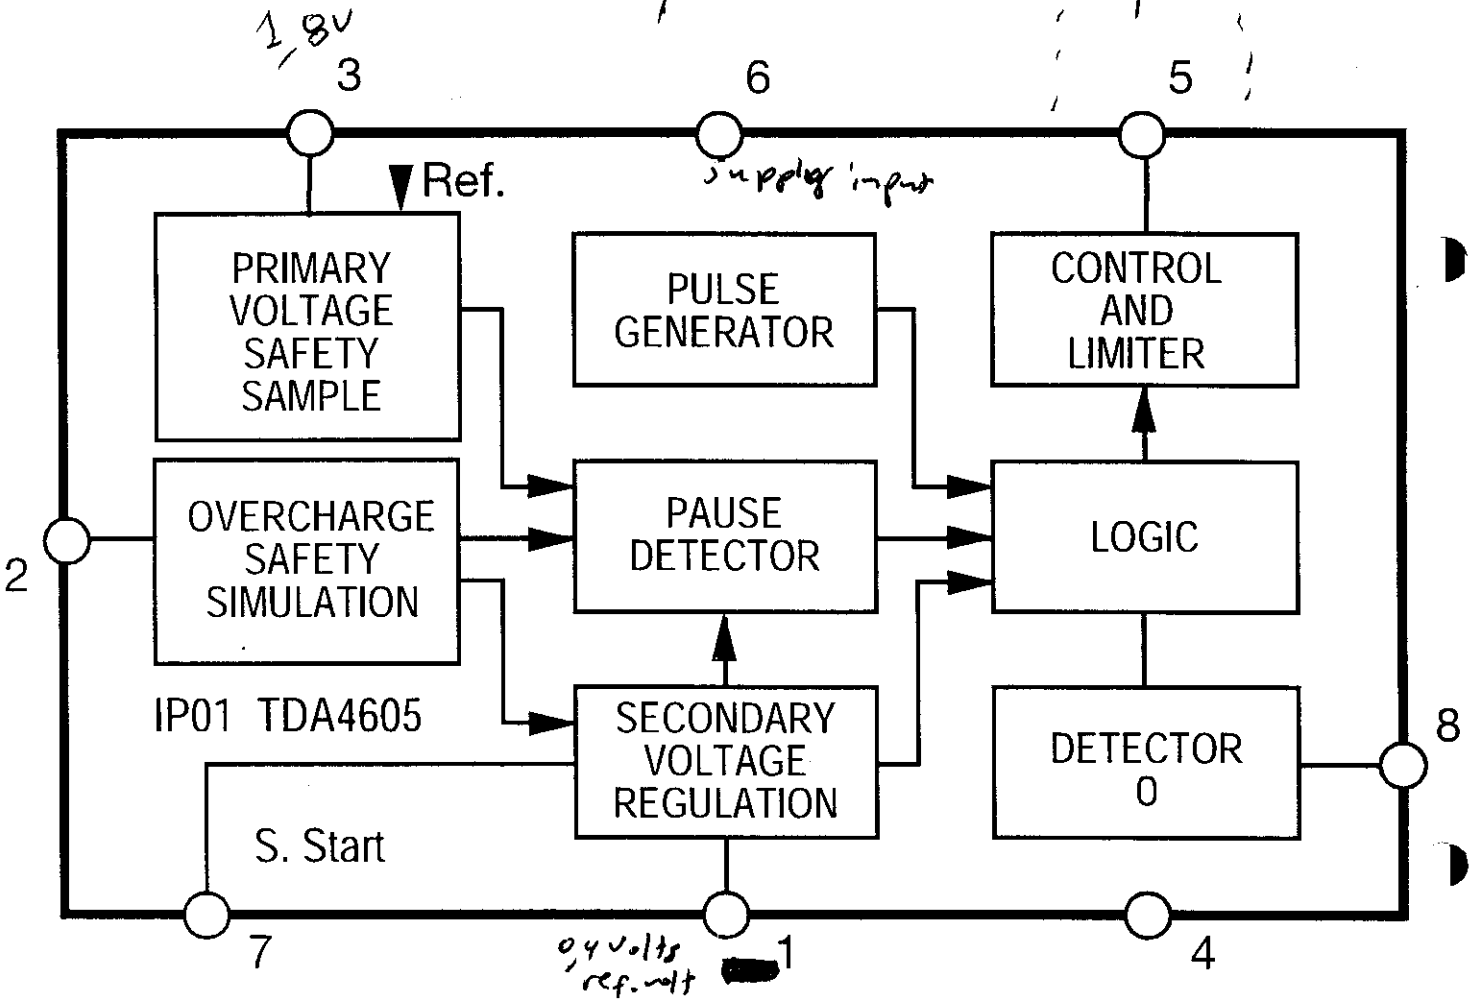 1,8v
3
6
5
Ref.
supply input
PRIMARY
VOLTAGE
SAFETY
SAMPLE
PULSE
GENERATOR
CONTROL
AND
LIMITER
OVERCHARGE
SAFETY
SIMULATION
PAUSE
DETECTOR
LOGIC
2
IP01 TDA4605
SECONDARY
VOLTAGE
REGULATION
DETECTOR
0
8
S. Start
7
1
4
0,4 volts
ref. volt